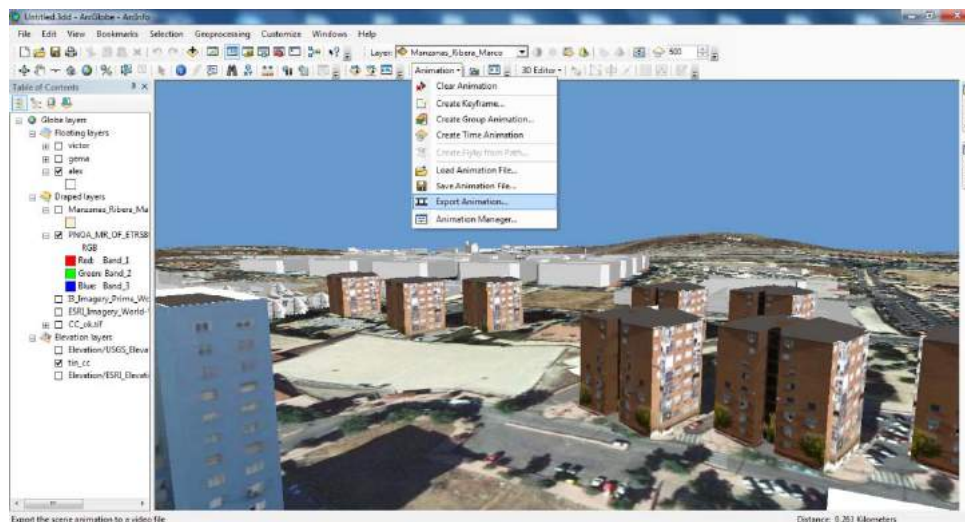 Untitled.3dd - ArcGlobe - ArcInfo
File Edit View Bookmarks Selection Geoprocessing Customize Windows Help
Layer: Manzanas_Ribera_Marco 500
Animation 3D Editor
Table of Contents
Globe layers
Floating layers
victor
gema
alex
Draped layers
Manzanas_Ribera_Ma
PNOA_MR_OF_ETRS8
RGB
Red: Band_1
Green: Band_2
Blue: Band_3
I3_Imagery_Prime_Wo
ESRI_Imagery_World-
CC_ok.tif
Elevation layers
Elevation/USGS_Eleva
tin_cc
Elevation/ESRI_Elevati
Clear Animation
Create Keyframe...
Create Group Animation...
Create Time Animation
Create Flyby from Path...
Load Animation File...
Save Animation File...
Export Animation...
Animation Manager...
Export the scene animation to a video file
Distance: 0,263 Kilometers